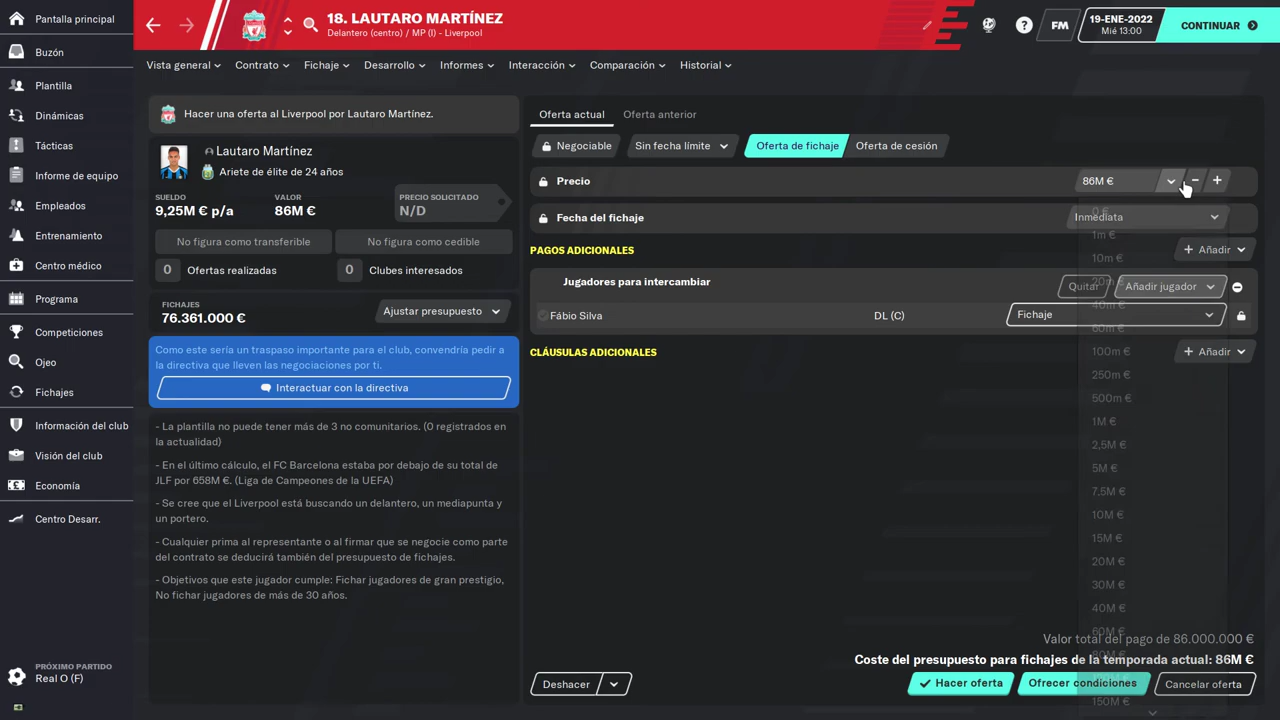 Pantalla principal
Buzón
Plantilla
Dinámicas
Tácticas
Informe de equipo
Empleados
Entrenamiento
Centro médico
Programa
Competiciones
Ojeo
Fichajes
Información del club
Visión del club
Economía
Centro Desarr.
PRÓXIMO PARTIDO
Real O (F)
18. LAUTARO MARTÍNEZ
Delantero (centro) / MP (I) - Liverpool
? FM
19-ENE-2022
Mié 13:00
CONTINUAR
Vista general Contrato Fichaje Desarrollo Informes Interacción Comparación Historial
Hacer una oferta al Liverpool por Lautaro Martínez.
Lautaro Martínez
Ariete de élite de 24 años
SUELDO VALOR PRECIO SOLICITADO
9,25M € p/a 86M € N/D
No figura como transferible No figura como cedible
0 Ofertas realizadas 0 Clubes interesados
FICHAJES
76.361.000 € Ajustar presupuesto
Como este sería un traspaso importante para el club, convendría pedir a
la directiva que lleven las negociaciones por ti.
Interactuar con la directiva
- La plantilla no puede tener más de 3 no comunitarios. (0 registrados en
la actualidad)
- En el último cálculo, el FC Barcelona estaba por debajo de su total de
JLF por 658M €. (Liga de Campeones de la UEFA)
- Se cree que el Liverpool está buscando un delantero, un mediapunta y
un portero.
- Cualquier prima al representante o al firmar que se negocie como parte
del contrato se deducirá también del presupuesto de fichajes.
- Objetivos que este jugador cumple: Fichar jugadores de gran prestigio,
No fichar jugadores de más de 30 años.
Oferta actual Oferta anterior
Negociable Sin fecha límite Oferta de fichaje Oferta de cesión
Precio 86M € - +
Fecha del fichaje Inmediata
PAGOS ADICIONALES + Añadir
Jugadores para intercambiar Quitar Añadir jugador
Fábio Silva DL (C) Fichaje
CLÁUSULAS ADICIONALES + Añadir
0 €
1m €
10m €
20m €
40m €
60m €
100m €
250m €
500m €
1M €
2,5M €
5M €
7,5M €
10M €
15M €
20M €
30M €
40M €
60M €
80M €
150M €
Valor total del pago de 86.000.000 €
Coste del presupuesto para fichajes de la temporada actual: 86M €
Deshacer Hacer oferta Ofrecer condiciones Cancelar oferta